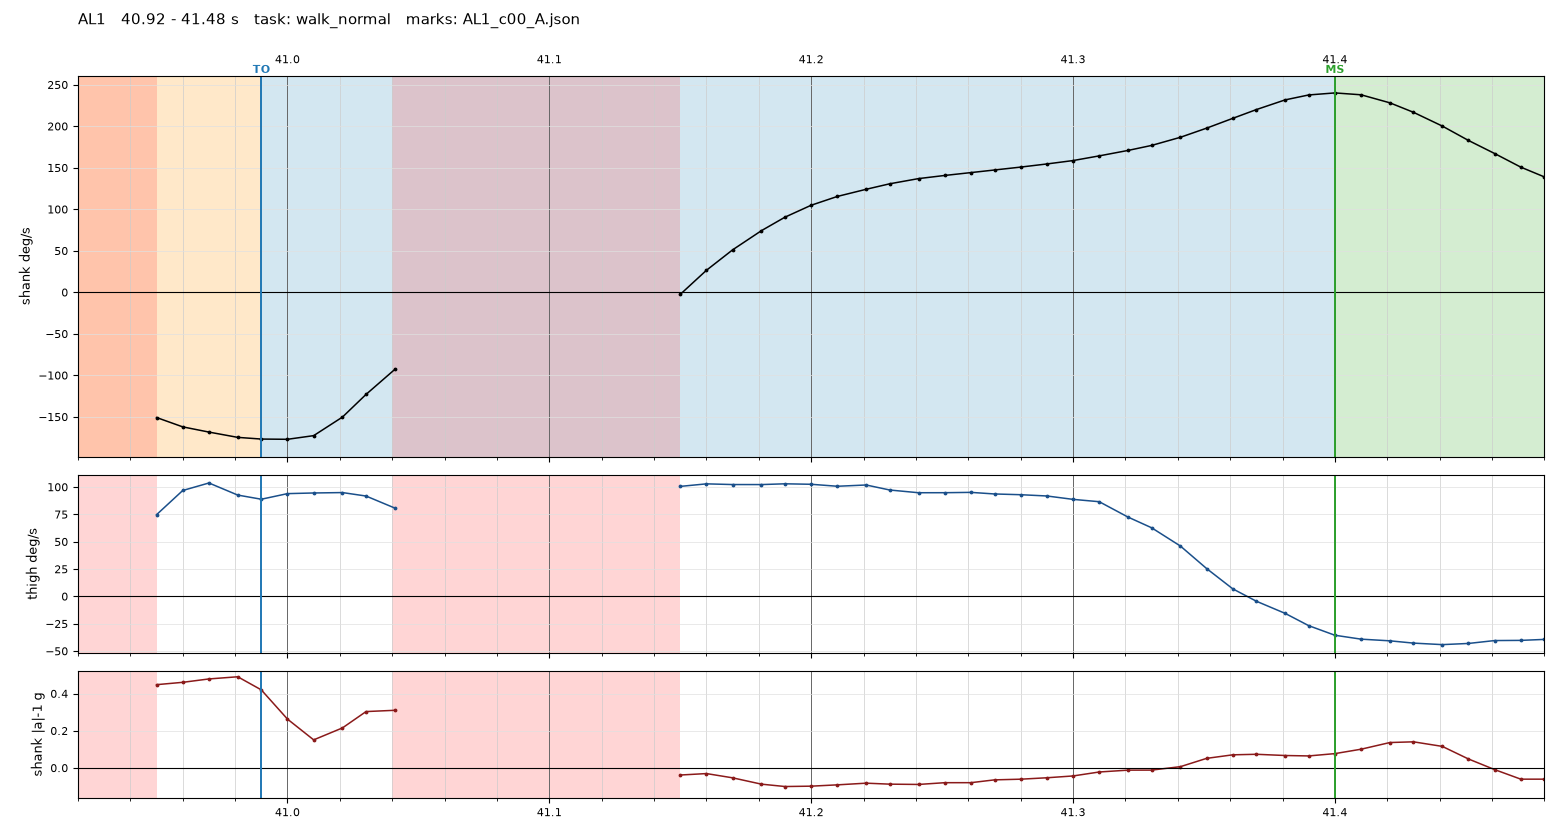 AL1   40.92 - 41.48 s   task: walk_normal   marks: AL1_c00_A.json
41.0 41.1 41.2 41.3 41.4
TO MS
250
200
150
100
50
0
−50
−100
−150
shank deg/s
100
75
50
25
0
−25
−50
thigh deg/s
0.4
0.2
0.0
shank |a|-1 g
41.0 41.1 41.2 41.3 41.4